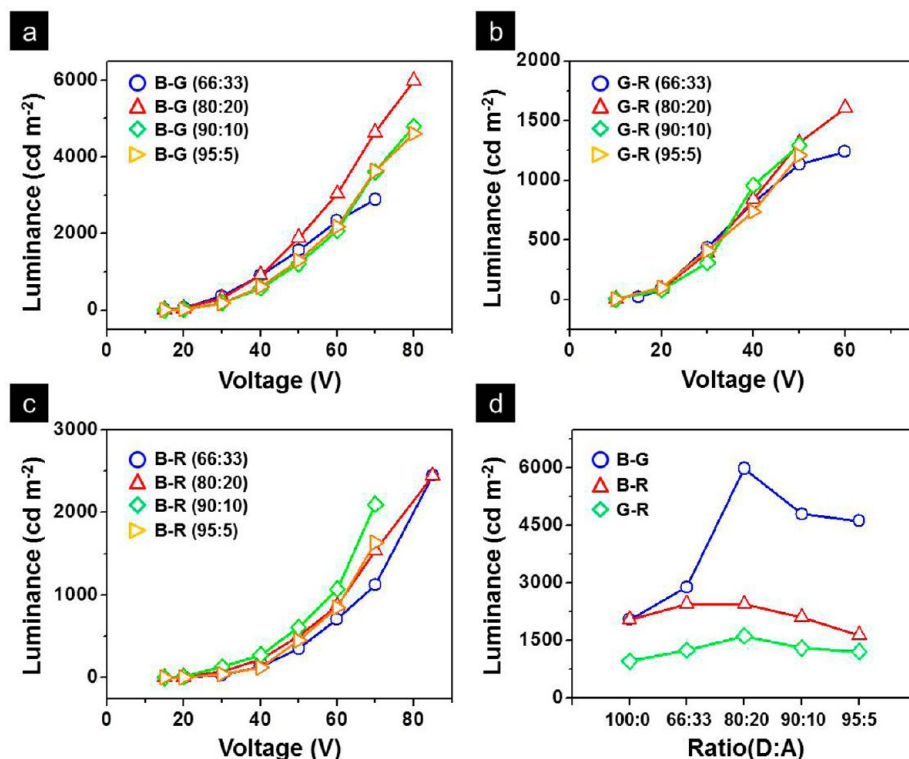 a
Luminance (cd m-2)
6000
4000
2000
0
B-G (66:33)
B-G (80:20)
B-G (90:10)
B-G (95:5)
0 20 40 60 80
Voltage (V)
b
Luminance (cd m-2)
2000
1500
1000
500
0
G-R (66:33)
G-R (80:20)
G-R (90:10)
G-R (95:5)
0 20 40 60
Voltage (V)
c
Luminance (cd m-2)
3000
2000
1000
0
B-R (66:33)
B-R (80:20)
B-R (90:10)
B-R (95:5)
0 20 40 60 80
Voltage (V)
d
Luminance (cd m-2)
6000
4500
3000
1500
0
B-G
B-R
G-R
100:0 66:33 80:20 90:10 95:5
Ratio(D:A)